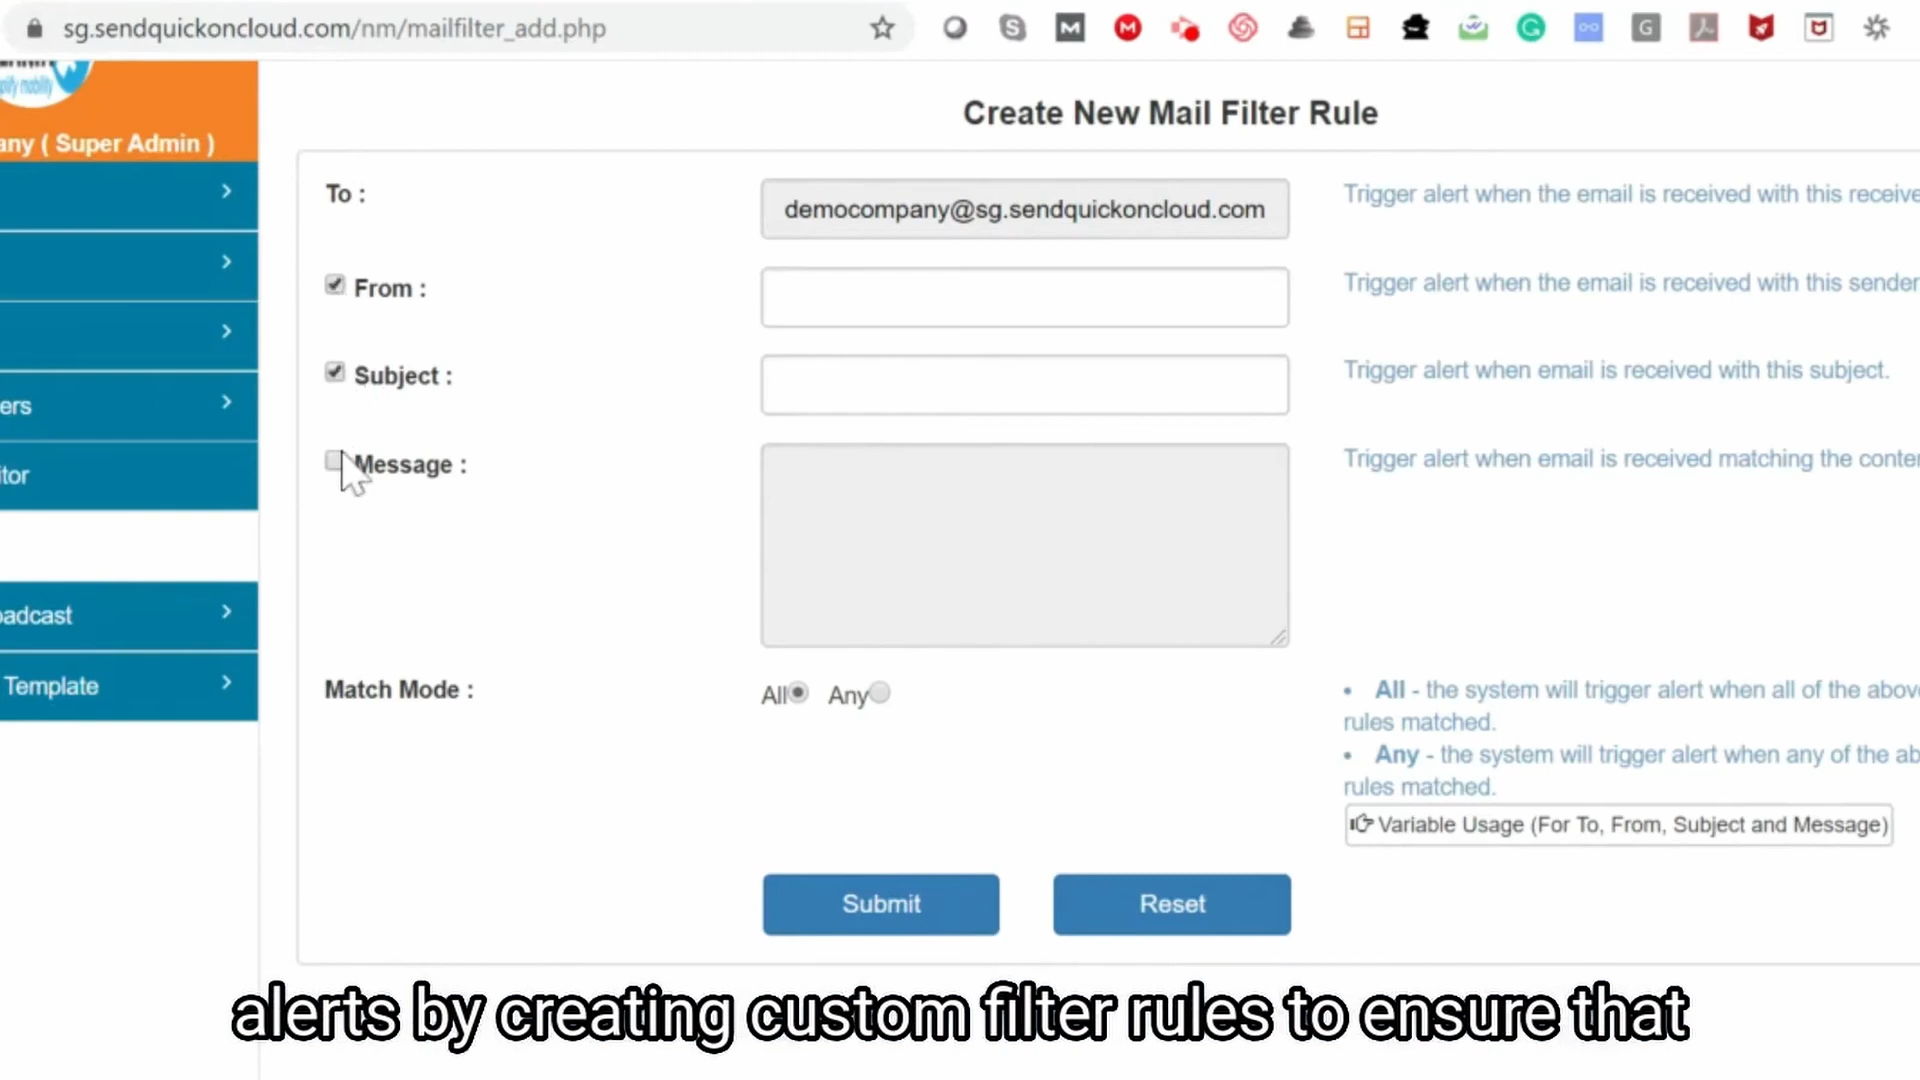 sg.sendquickoncloud.com/nm/mailfilter_add.php
plify mobility
any ( Super Admin )
ers
tor
oadcast
Template
Create New Mail Filter Rule
To :
democompany@sg.sendquickoncloud.com
Trigger alert when the email is received with this receive
From :
Trigger alert when the email is received with this sender
Subject :
Trigger alert when email is received with this subject.
Message :
Trigger alert when email is received matching the conten
Match Mode :
All Any
• All - the system will trigger alert when all of the above
rules matched.
• Any - the system will trigger alert when any of the ab
rules matched.
Variable Usage (For To, From, Subject and Message)
Submit
Reset
alerts by creating custom filter rules to ensure that